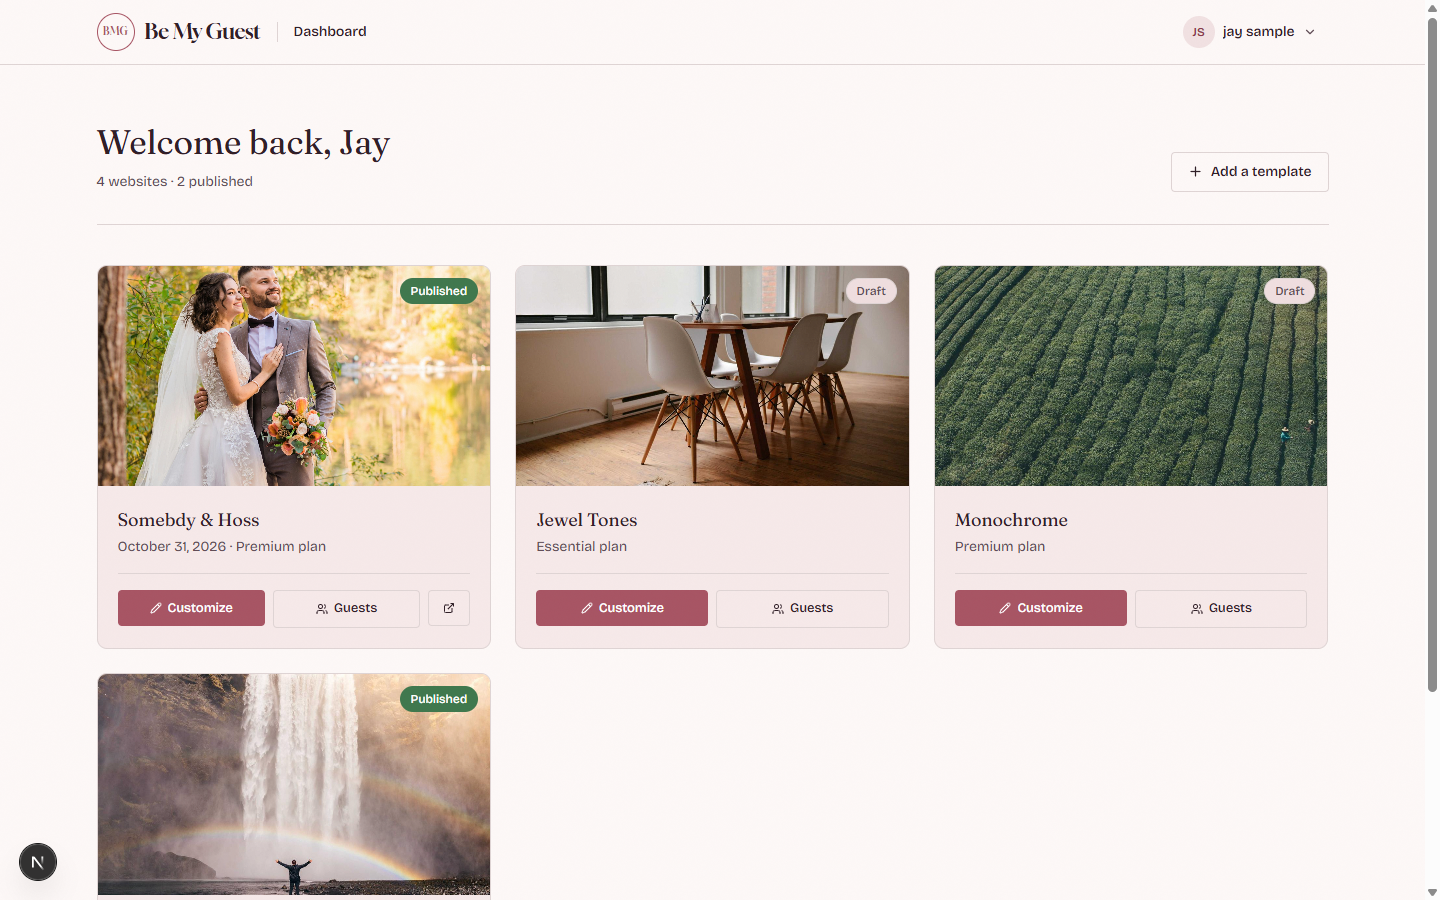 BMG Be My Guest Dashboard JS jay sample
Welcome back, Jay
4 websites · 2 published
+ Add a template
Published
Draft
Draft
Somebdy & Hoss
October 31, 2026 · Premium plan
Customize Guests
Jewel Tones
Essential plan
Customize Guests
Monochrome
Premium plan
Customize Guests
Published
N